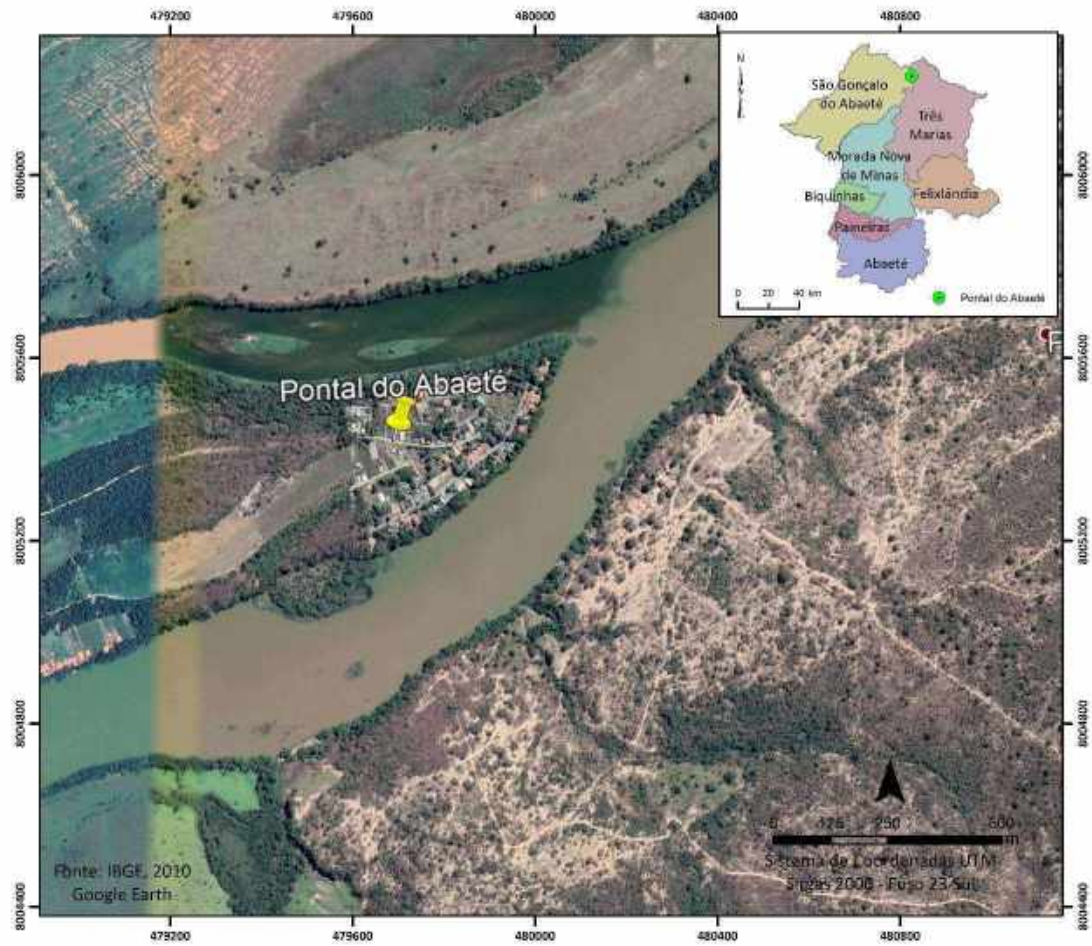 479200 479600 480000 480400 480800
N
São Gonçalo
do Abaeté
Três
Marias
Morada Nova
de Minas
Biquinhas
Felixlândia
Paineiras
Abaeté
0 20 40 km
Pontal do Abaeté
8006000 8006000
8005600 8005600
F
Pontal do Abaeté
8005200 8005200
8004800 8004800
0 125 250 500
m
Sistema de Coordenadas UTM
Sirgas 2000 - Fuso 23 Sul
Fonte: IBGE, 2010
Google Earth
8004400 8004400
479200 479600 480000 480400 480800